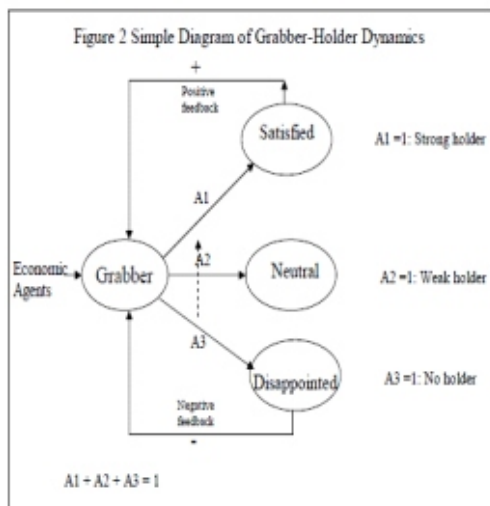 Figure 2 Simple Diagram of Grabber-Holder Dynamics
+
Positive
feedback
Satisfied
A1 =1: Strong holder
A1
Economic
Agents
Grabber
A2
Neutral
A2 =1: Weak holder
A3
Disappointed
A3 =1: No holder
Negative
feedback
-
A1 + A2 + A3 = 1